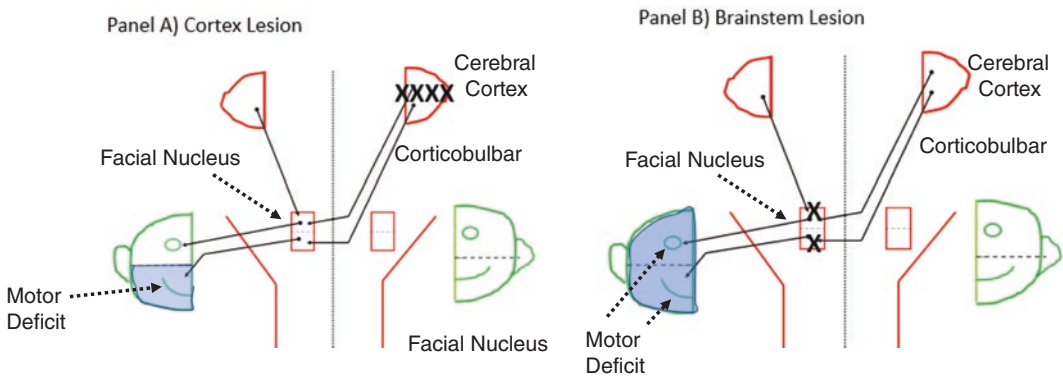 Panel A) Cortex Lesion
Cerebral
Cortex
XXXX
Corticobulbar
Facial Nucleus
Motor
Deficit
Facial Nucleus
Panel B) Brainstem Lesion
Cerebral
Cortex
Corticobulbar
Facial Nucleus
X
X
Motor
Deficit